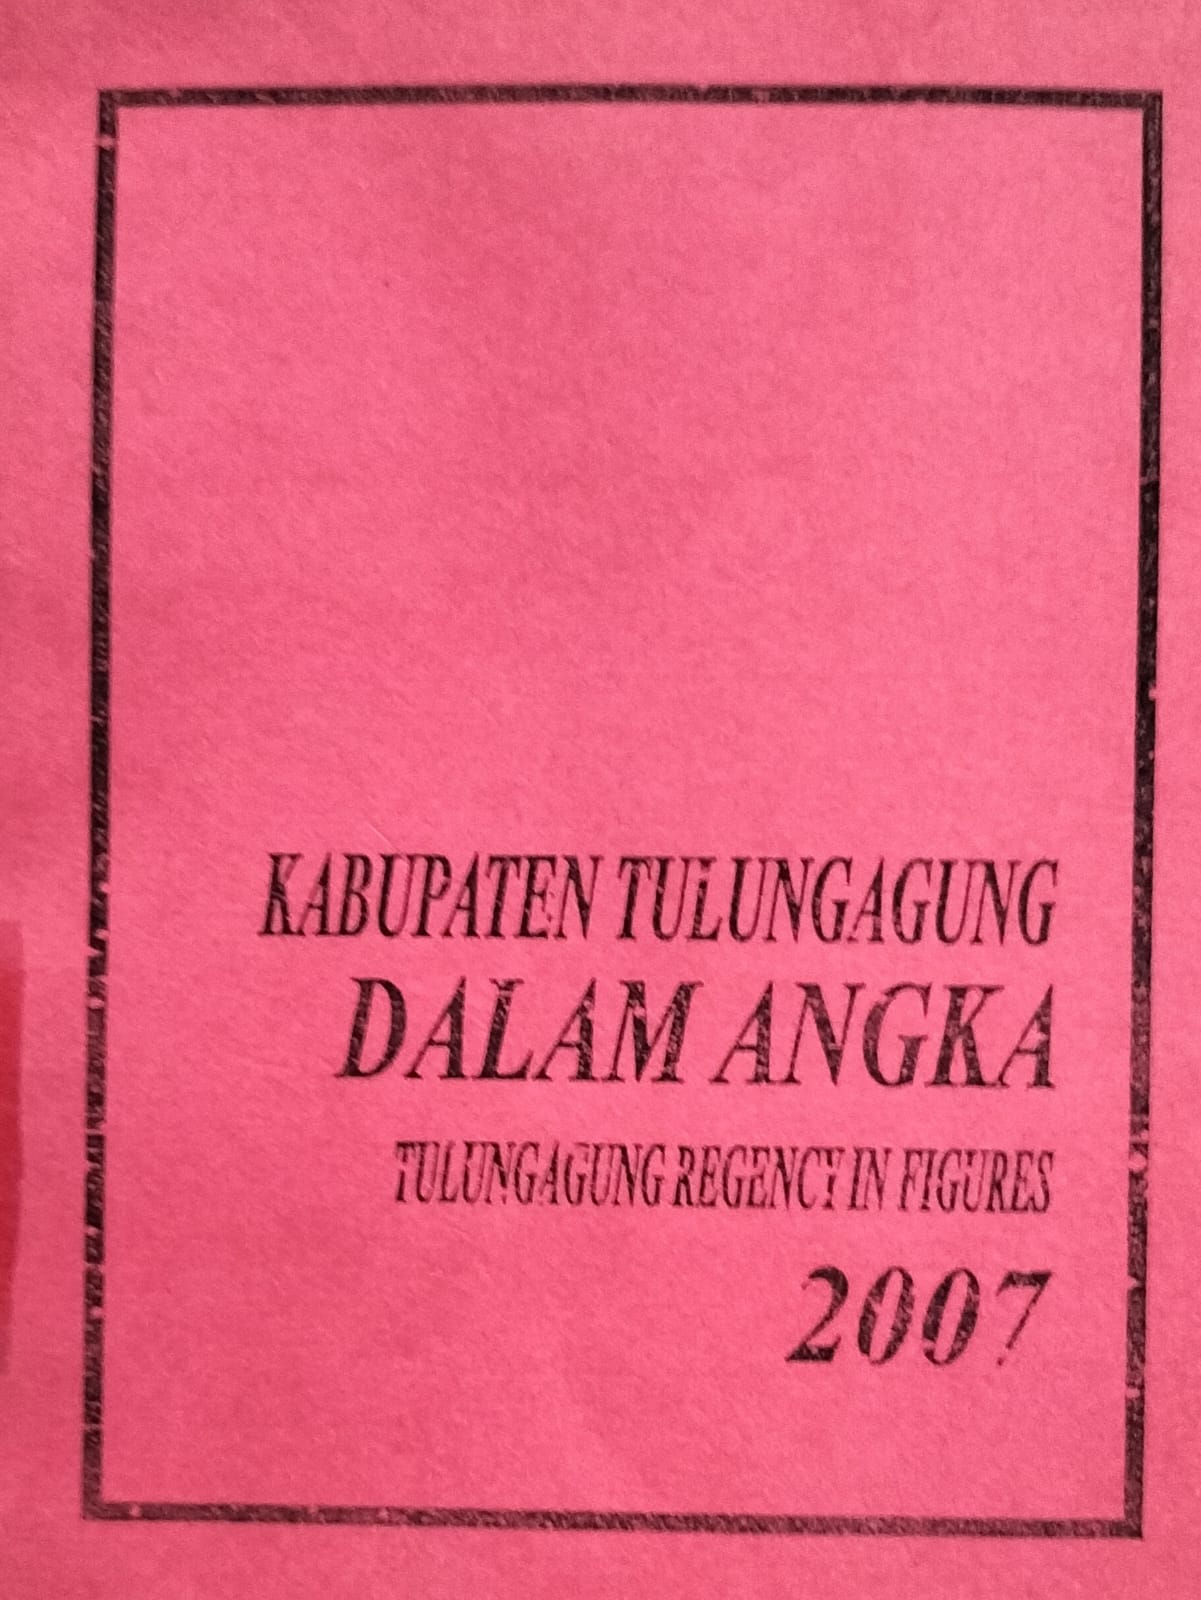 KABUPATEN TULUNGAGUNG
DALAM ANGKA
TULUNGAGUNG REGENCY IN FIGURES
2007